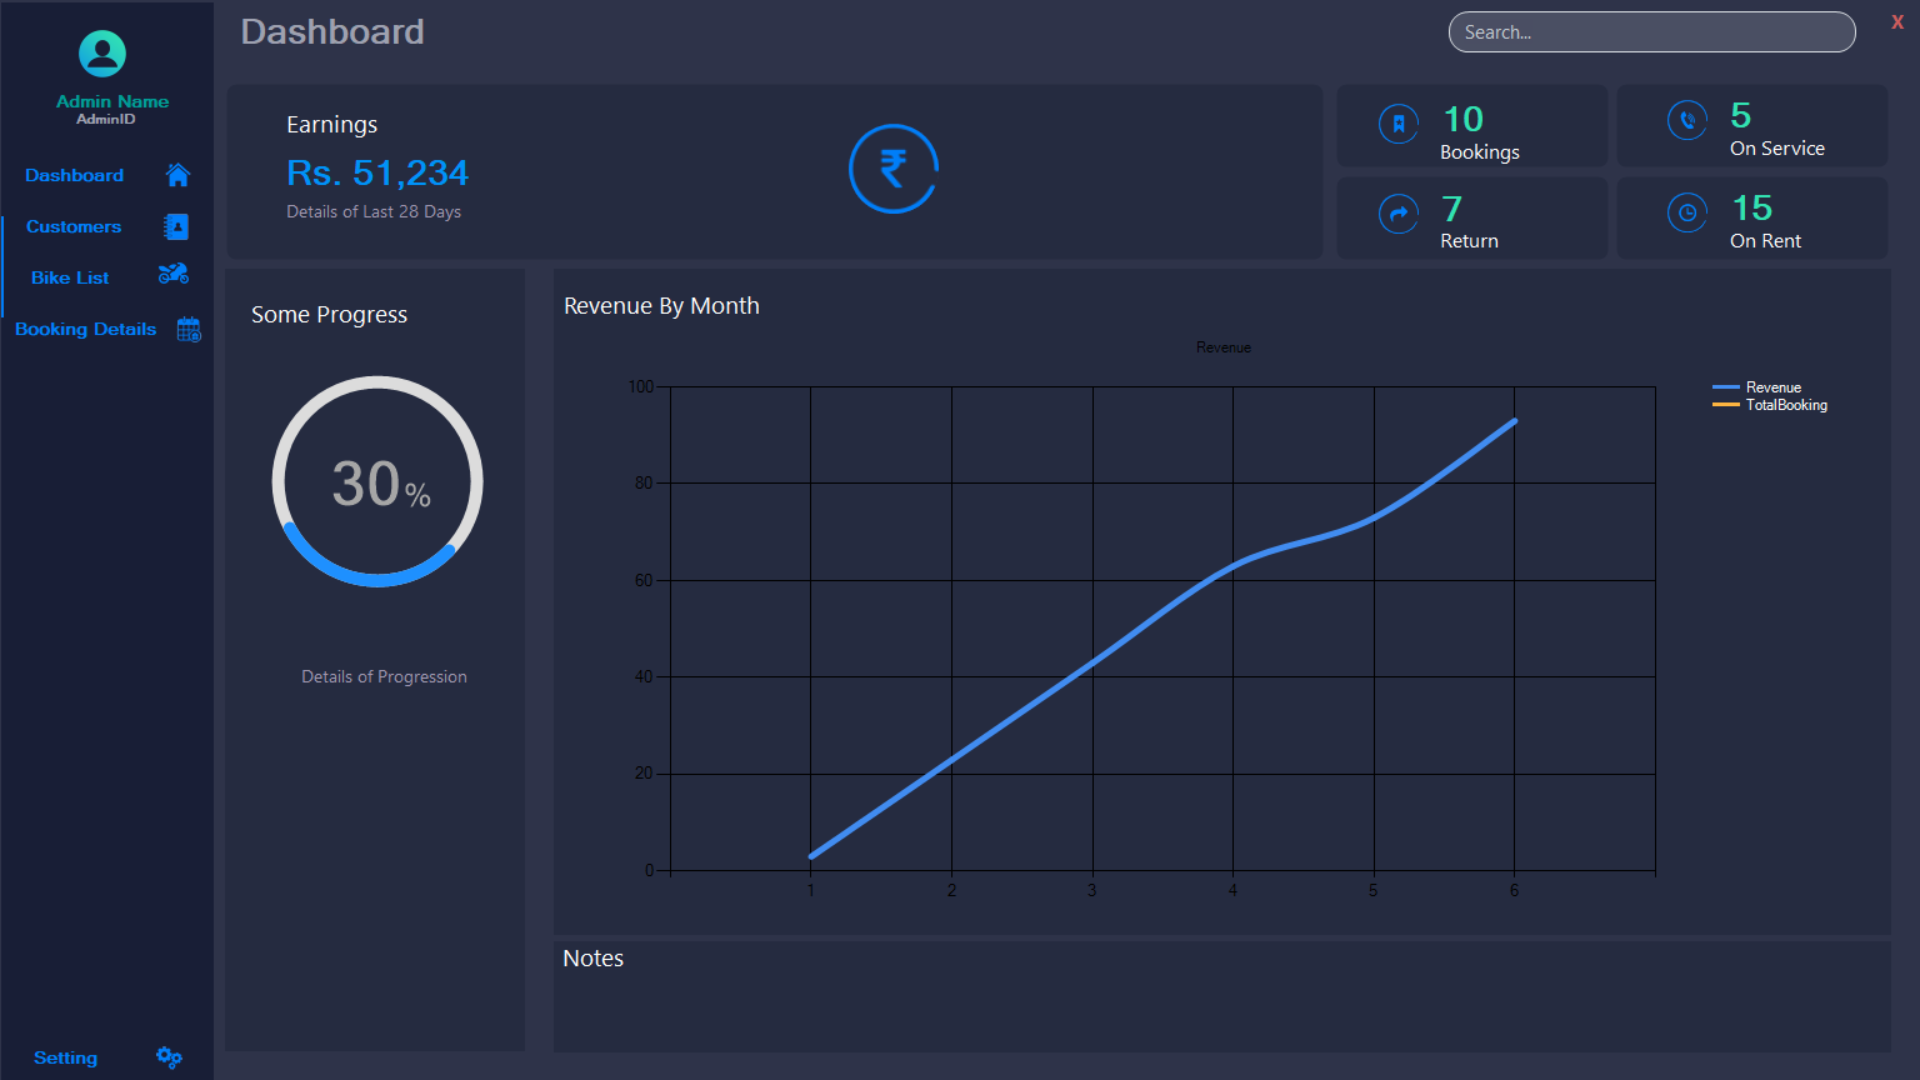 Dashboard
Search...
X
Admin Name
AdminID
Dashboard
Customers
Bike List
Booking Details
Setting
Earnings
Rs. 51,234
Details of Last 28 Days
₹
10
Bookings
5
On Service
7
Return
15
On Rent
Some Progress
30%
Details of Progression
Revenue By Month
Revenue
100
80
60
40
20
0
1 2 3 4 5 6
Revenue
TotalBooking
Notes